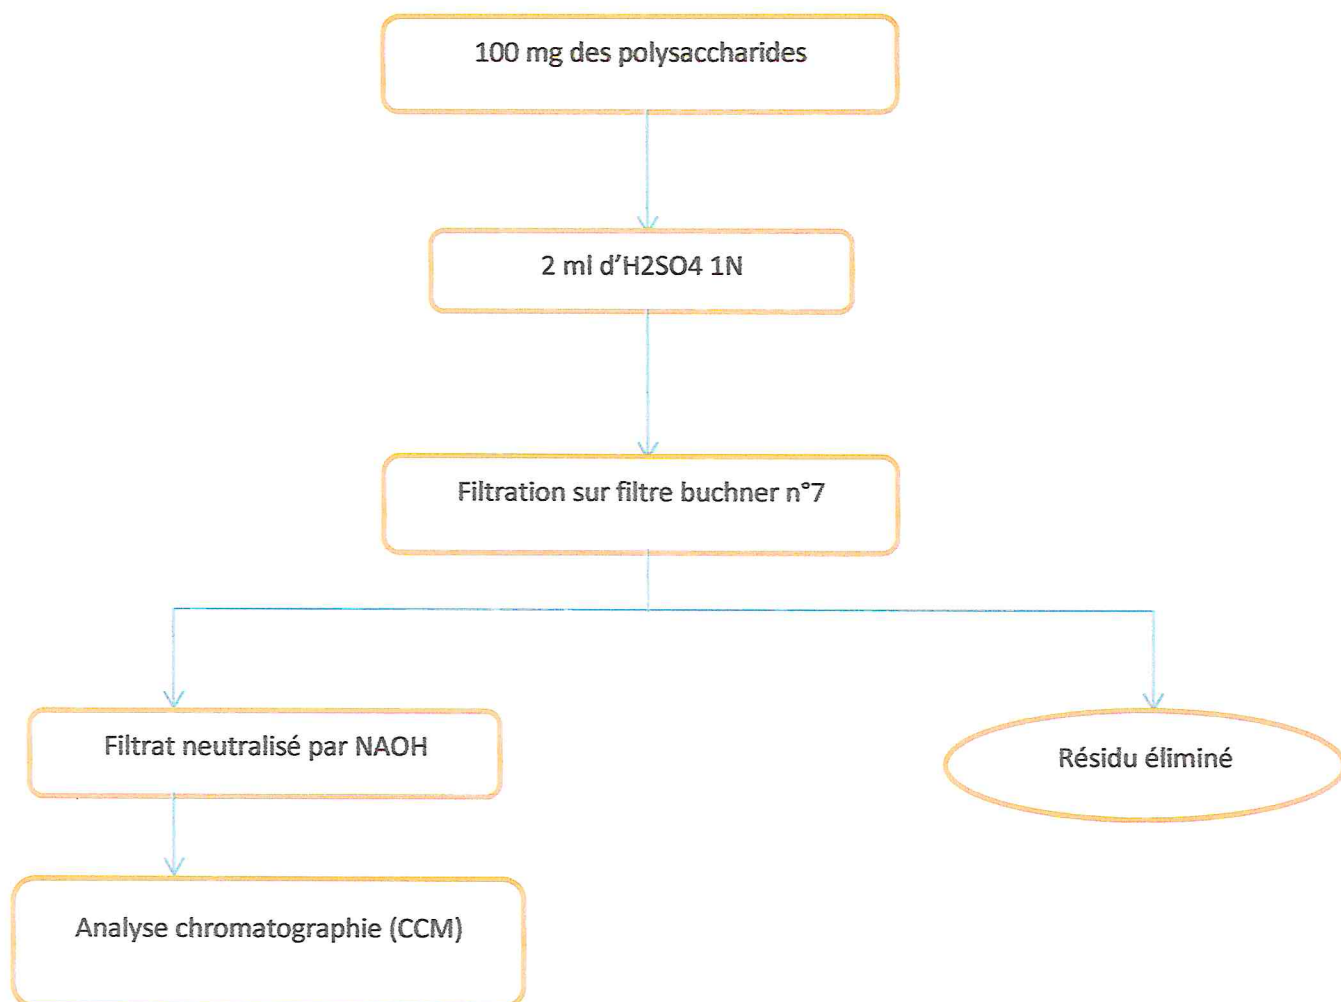 100 mg des polysaccharides
2 ml d’H2SO4 1N
Filtration sur filtre buchner n°7
Filtrat neutralisé par NAOH
Résidu éliminé
Analyse chromatographie (CCM)